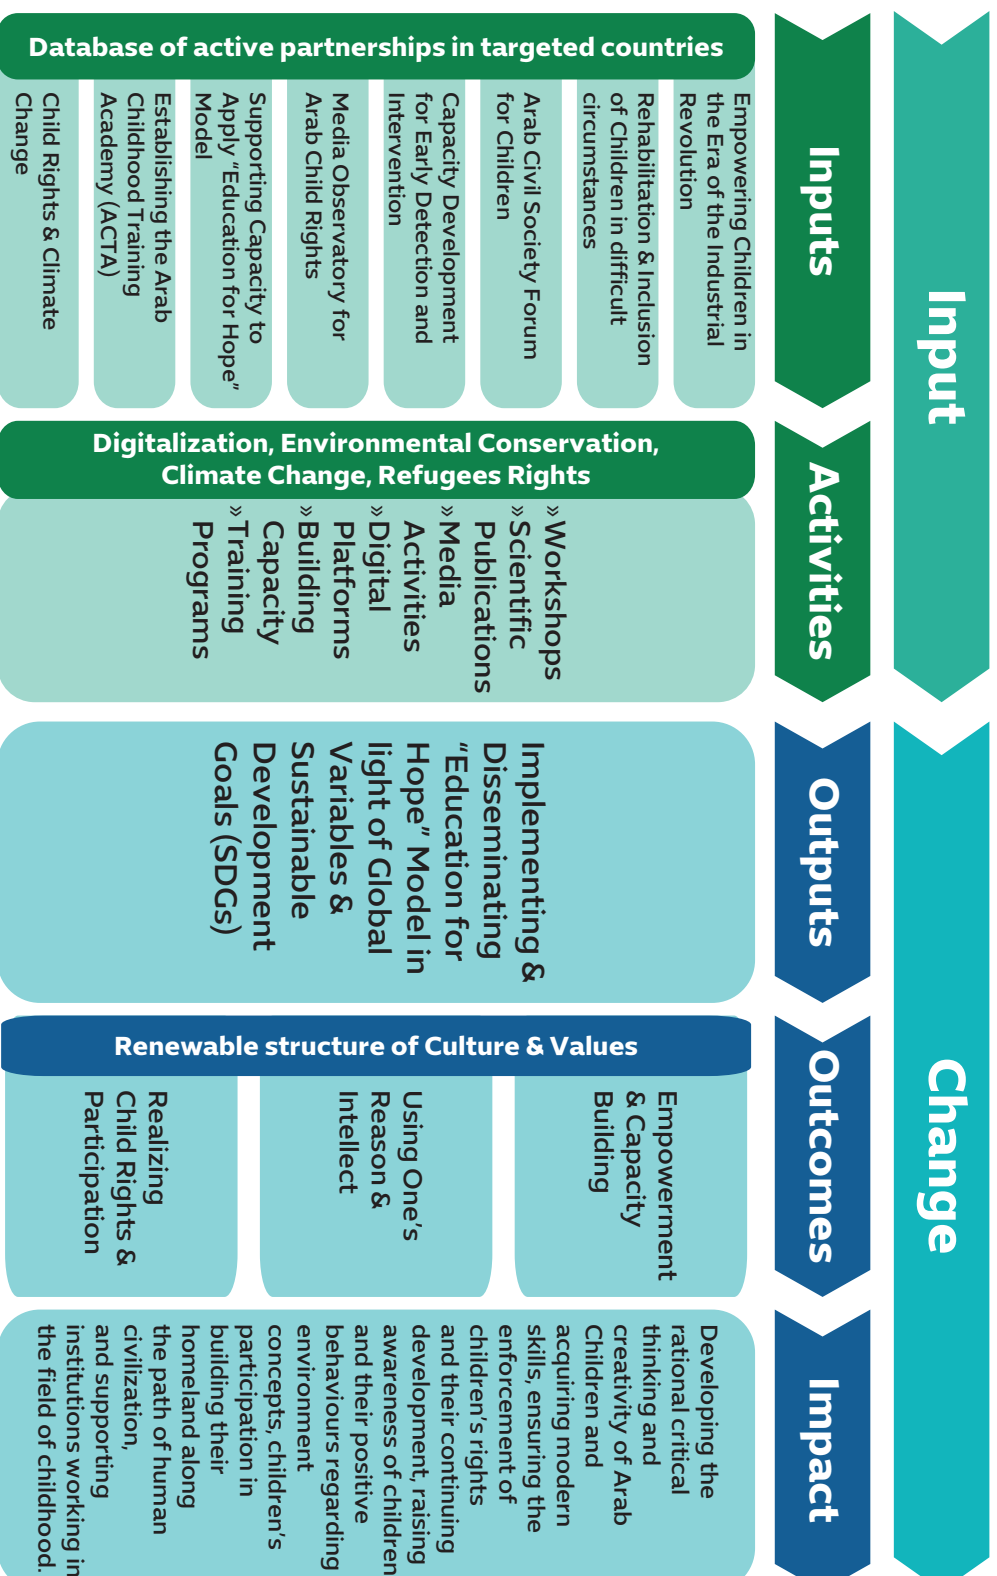 Input
Change
Inputs
Activities
Outputs
Outcomes
Impact
Database of active partnerships in targeted countries
Empowering Children in
the Era of the Industrial
Revolution
Rehabilitation & Inclusion
of Children in difficult
circumstances
Arab Civil Society Forum
for Children
Capacity Development
for Early Detection and
Intervention
Media Observatory for
Arab Child Rights
Supporting Capacity to
Apply “Education for Hope”
Model
Establishing the Arab
Childhood Training
Academy (ACTA)
Child Rights & Climate
Change
Digitalization, Environmental Conservation,
Climate Change, Refugees Rights
» Workshops
» Scientific
Publications
» Media
Activities
» Digital
Platforms
» Building
Capacity
» Training
Programs
Implementing &
Disseminating
“Education for
Hope” Model in
light of Global
Variables &
Sustainable
Development
Goals (SDGs)
Renewable structure of Culture & Values
Empowerment
& Capacity
Building
Using One’s
Reason &
Intellect
Realizing
Child Rights &
Participation
Developing the
rational critical
thinking and
creativity of Arab
Children and
acquiring modern
skills, ensuring the
enforcement of
children’s rights
and their continuing
development, raising
awareness of children
and their positive
behaviours regarding
environment
concepts, children’s
participation in
building their
homeland along
the path of human
civilization,
and supporting
institutions working in
the field of childhood.